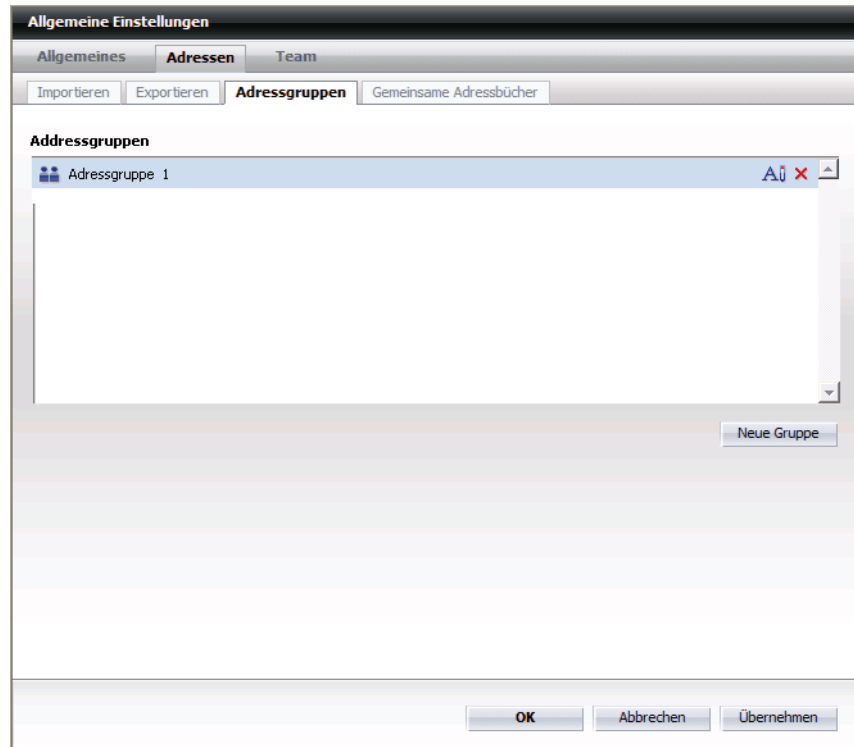 Allgemeine Einstellungen
Allgemeines Adressen Team
Importieren Exportieren Adressgruppen Gemeinsame Adressbücher
Addressgruppen
Adressgruppe 1
Neue Gruppe
OK Abbrechen Übernehmen